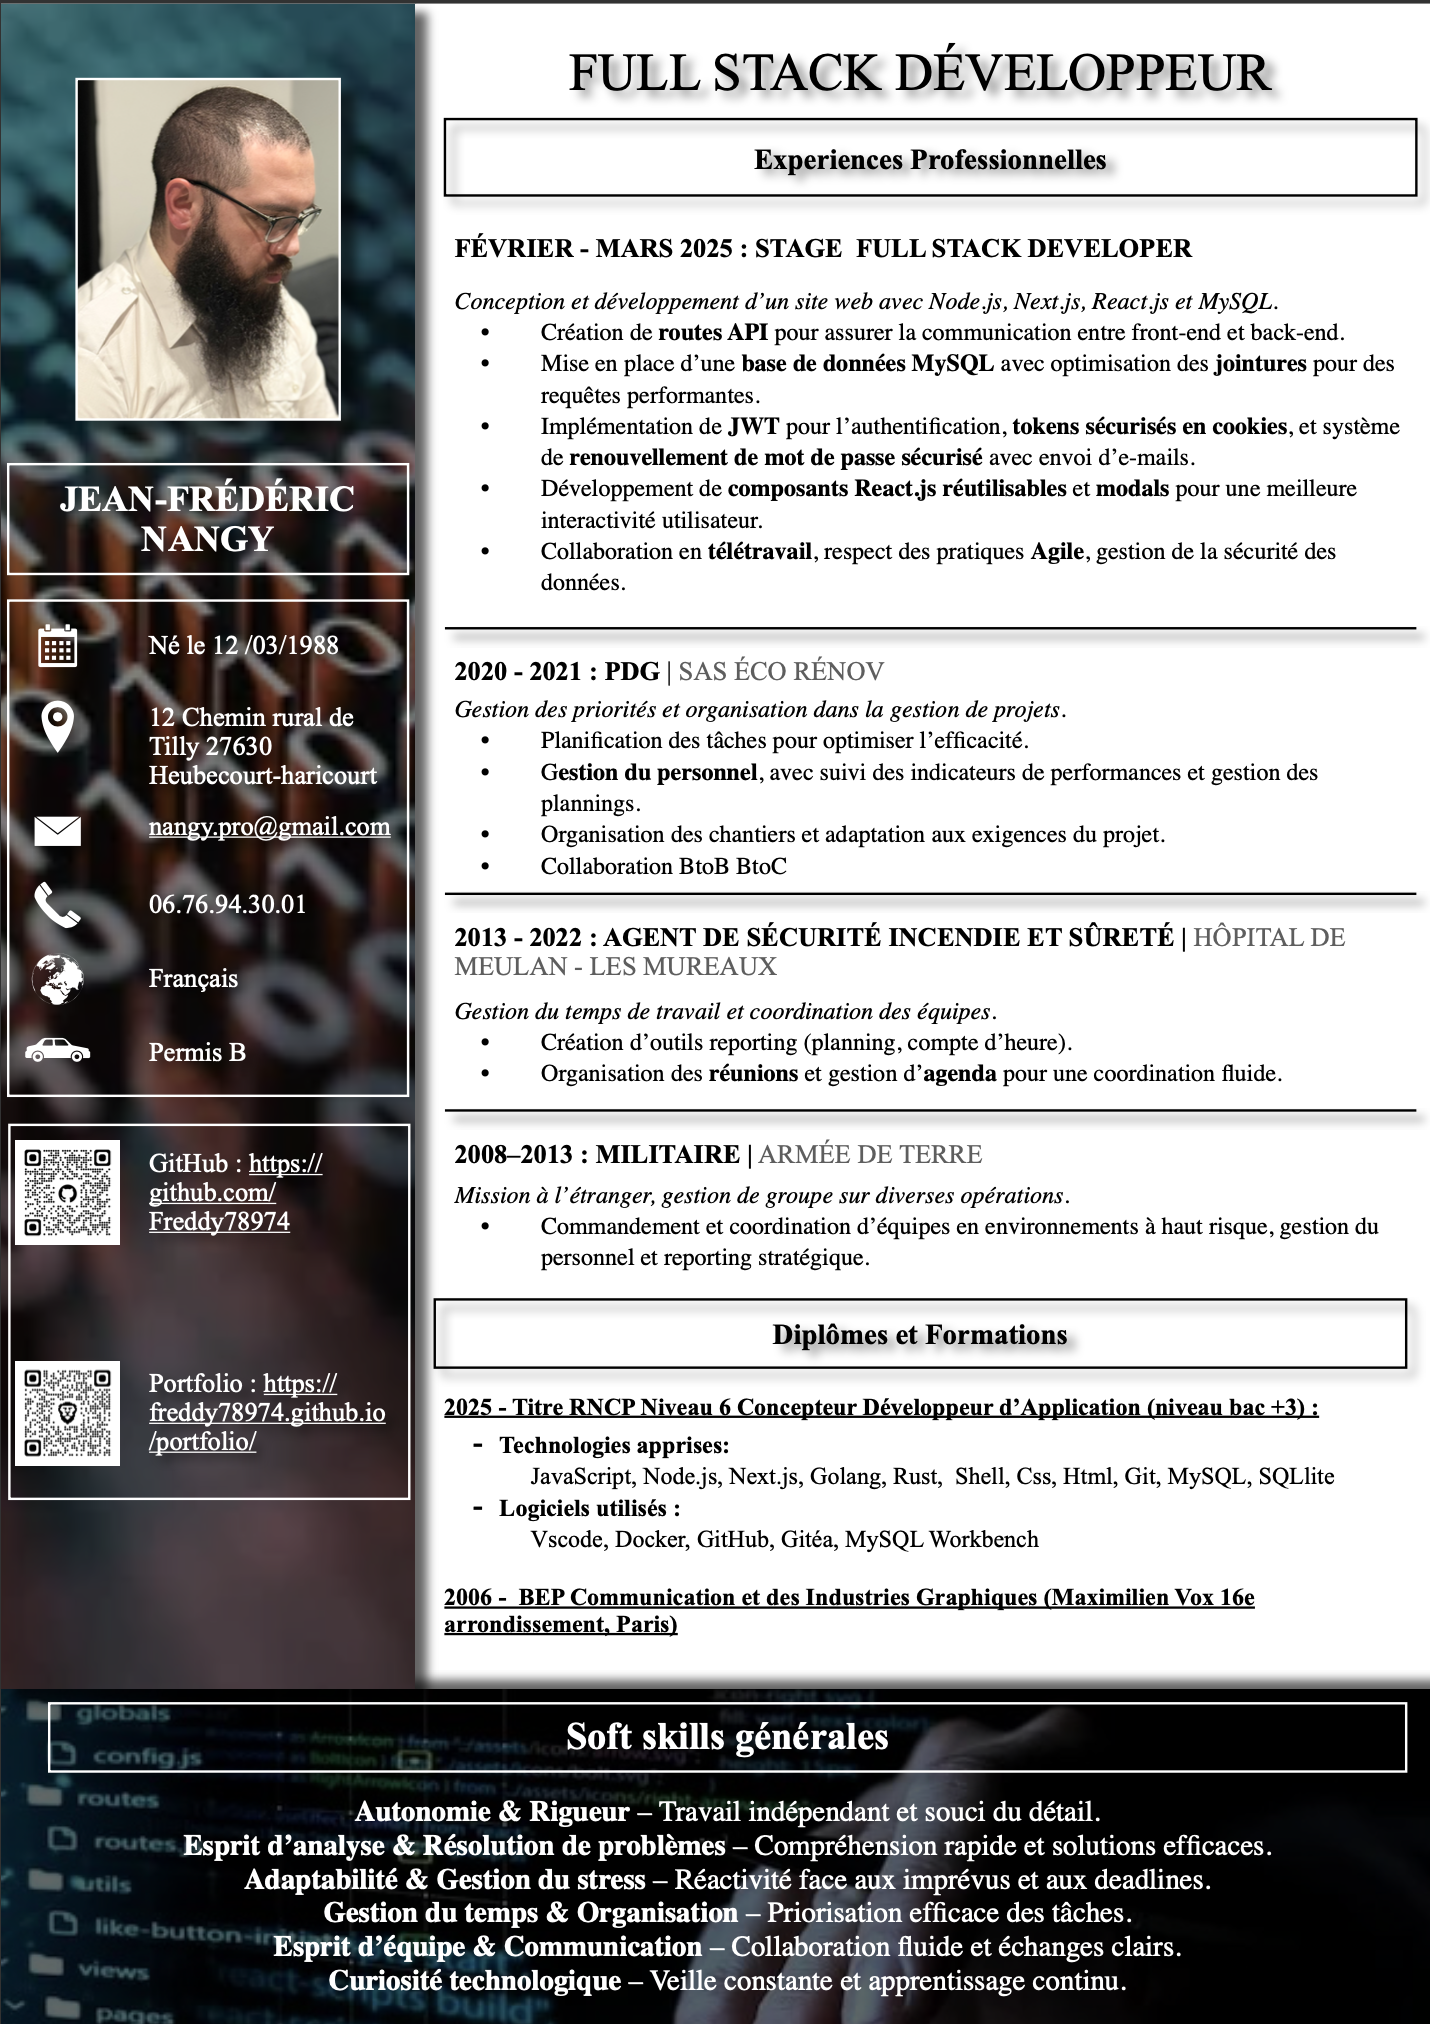 FULL STACK DÉVELOPPEUR
Experiences Professionnelles
FÉVRIER - MARS 2025 : STAGE  FULL STACK DEVELOPER
Conception et développement d’un site web avec Node.js, Next.js, React.js et MySQL.
• Création de routes API pour assurer la communication entre front-end et back-end.
• Mise en place d’une base de données MySQL avec optimisation des jointures pour des
requêtes performantes.
• Implémentation de JWT pour l’authentification, tokens sécurisés en cookies, et système
de renouvellement de mot de passe sécurisé avec envoi d’e-mails.
• Développement de composants React.js réutilisables et modals pour une meilleure
interactivité utilisateur.
• Collaboration en télétravail, respect des pratiques Agile, gestion de la sécurité des
données.
2020 - 2021 : PDG | SAS ÉCO RÉNOV
Gestion des priorités et organisation dans la gestion de projets.
• Planification des tâches pour optimiser l’efficacité.
• Gestion du personnel, avec suivi des indicateurs de performances et gestion des
plannings.
• Organisation des chantiers et adaptation aux exigences du projet.
• Collaboration BtoB BtoC
2013 - 2022 : AGENT DE SÉCURITÉ INCENDIE ET SÛRETÉ | HÔPITAL DE
MEULAN - LES MUREAUX
Gestion du temps de travail et coordination des équipes.
• Création d’outils reporting (planning, compte d’heure).
• Organisation des réunions et gestion d’agenda pour une coordination fluide.
2008–2013 : MILITAIRE | ARMÉE DE TERRE
Mission à l’étranger, gestion de groupe sur diverses opérations.
• Commandement et coordination d’équipes en environnements à haut risque, gestion du
personnel et reporting stratégique.
Diplômes et Formations
2025 - Titre RNCP Niveau 6 Concepteur Développeur d’Application (niveau bac +3) :
- Technologies apprises:
JavaScript, Node.js, Next.js, Golang, Rust,  Shell, Css, Html, Git, MySQL, SQLlite
- Logiciels utilisés :
Vscode, Docker, GitHub, Gitéa, MySQL Workbench
2006 -  BEP Communication et des Industries Graphiques (Maximilien Vox 16e
arrondissement, Paris)
JEAN-FRÉDÉRIC
NANGY
Né le 12 /03/1988
12 Chemin rural de
Tilly 27630
Heubecourt-haricourt
nangy.pro@gmail.com
06.76.94.30.01
Français
Permis B
GitHub : https://
github.com/
Freddy78974
Portfolio : https://
freddy78974.github.io
/portfolio/
Soft skills générales
Autonomie & Rigueur – Travail indépendant et souci du détail.
Esprit d’analyse & Résolution de problèmes – Compréhension rapide et solutions efficaces.
Adaptabilité & Gestion du stress – Réactivité face aux imprévus et aux deadlines.
Gestion du temps & Organisation – Priorisation efficace des tâches.
Esprit d’équipe & Communication – Collaboration fluide et échanges clairs.
Curiosité technologique – Veille constante et apprentissage continu.
globals
config.js
routes
routes
utils
views
pages